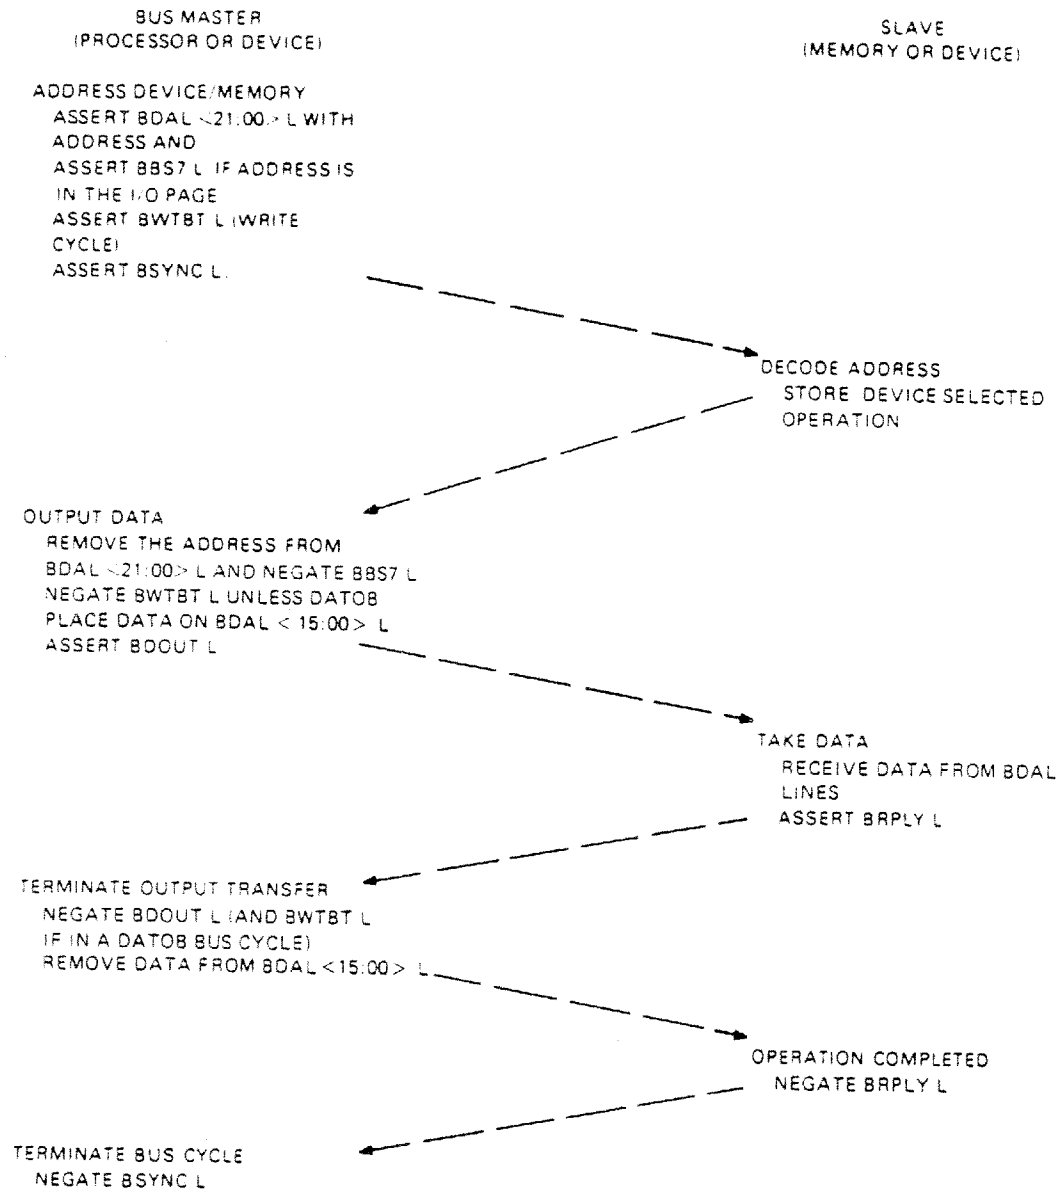 BUS MASTER
(PROCESSOR OR DEVICE)
SLAVE
(MEMORY OR DEVICE)
ADDRESS DEVICE/MEMORY
ASSERT BDAL <21:00> L WITH
ADDRESS AND
ASSERT BBS7 L IF ADDRESS IS
IN THE I/O PAGE
ASSERT BWTBT L (WRITE
CYCLE)
ASSERT BSYNC L.
DECODE ADDRESS
STORE DEVICE SELECTED
OPERATION
OUTPUT DATA
REMOVE THE ADDRESS FROM
BDAL <21:00> L AND NEGATE BBS7 L
NEGATE BWTBT L UNLESS DATOB
PLACE DATA ON BDAL <15:00> L
ASSERT BDOUT L
TAKE DATA
RECEIVE DATA FROM BDAL
LINES
ASSERT BRPLY L
TERMINATE OUTPUT TRANSFER
NEGATE BDOUT L (AND BWTBT L
IF IN A DATOB BUS CYCLE)
REMOVE DATA FROM BDAL <15:00> L
OPERATION COMPLETED
NEGATE BRPLY L
TERMINATE BUS CYCLE
NEGATE BSYNC L